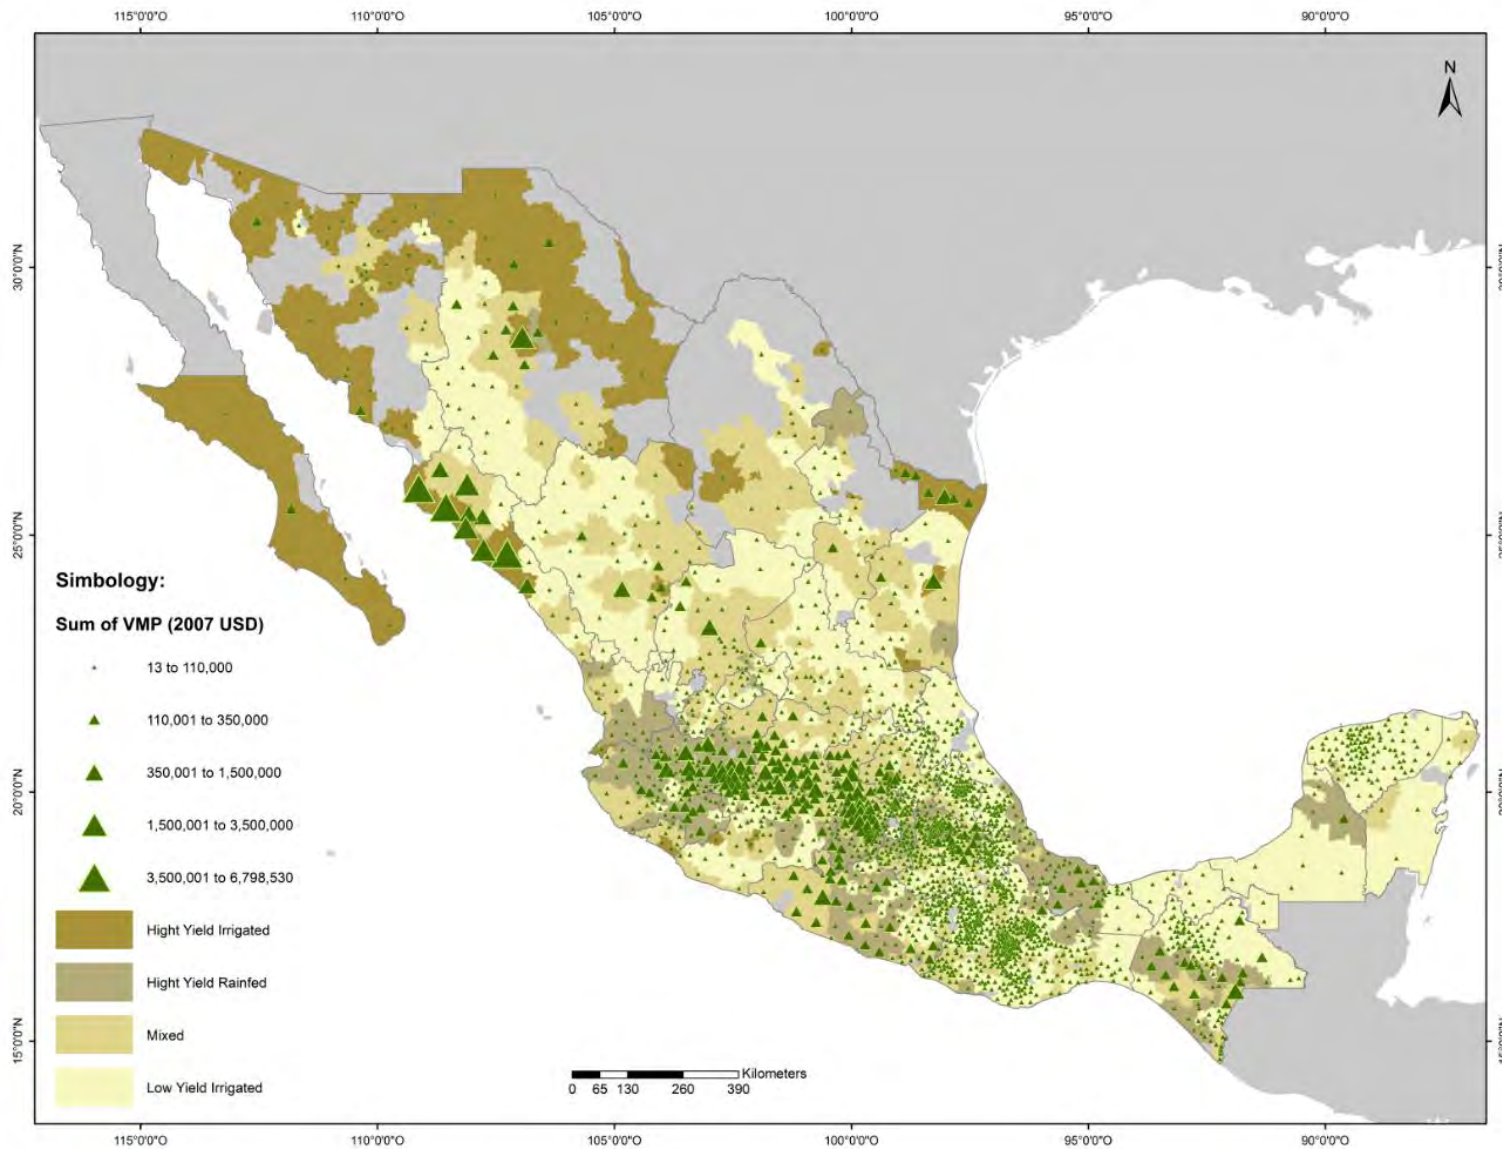 115°0'0"O 110°0'0"O 105°0'0"O 100°0'0"O 95°0'0"O 90°0'0"O
N
30°0'0"N
25°0'0"N
20°0'0"N
15°0'0"N
Simbology:
Sum of VMP (2007 USD)
13 to 110,000
110,001 to 350,000
350,001 to 1,500,000
1,500,001 to 3,500,000
3,500,001 to 6,798,530
Hight Yield Irrigated
Hight Yield Rainfed
Mixed
Low Yield Irrigated
Kilometers
0 65 130 260 390
115°0'0"O 110°0'0"O 105°0'0"O 100°0'0"O 95°0'0"O 90°0'0"O